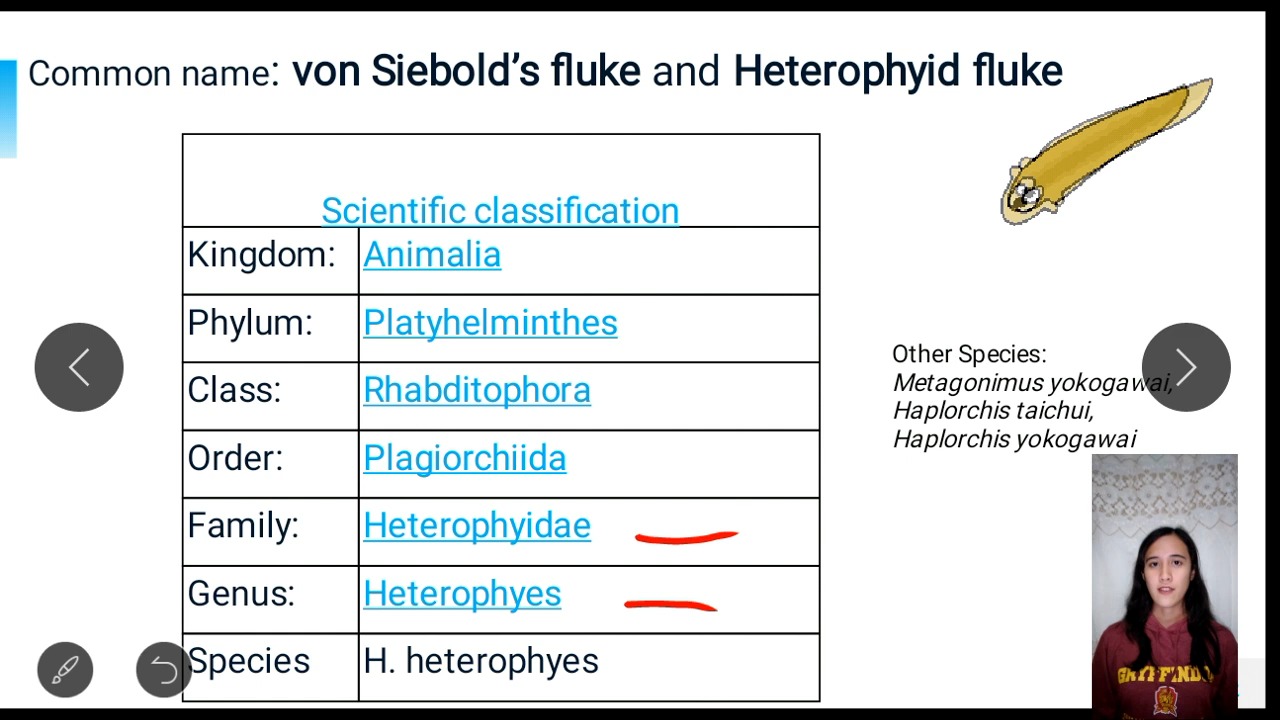 Common name: von Siebold's fluke and Heterophyid fluke
Scientific classification
Kingdom: Animalia
Phylum: Platyhelminthes
Class: Rhabditophora
Order: Plagiorchiida
Family: Heterophyidae
Genus: Heterophyes
Species H. heterophyes
Other Species:
Metagonimus yokogawai,
Haplorchis taichui,
Haplorchis yokogawai